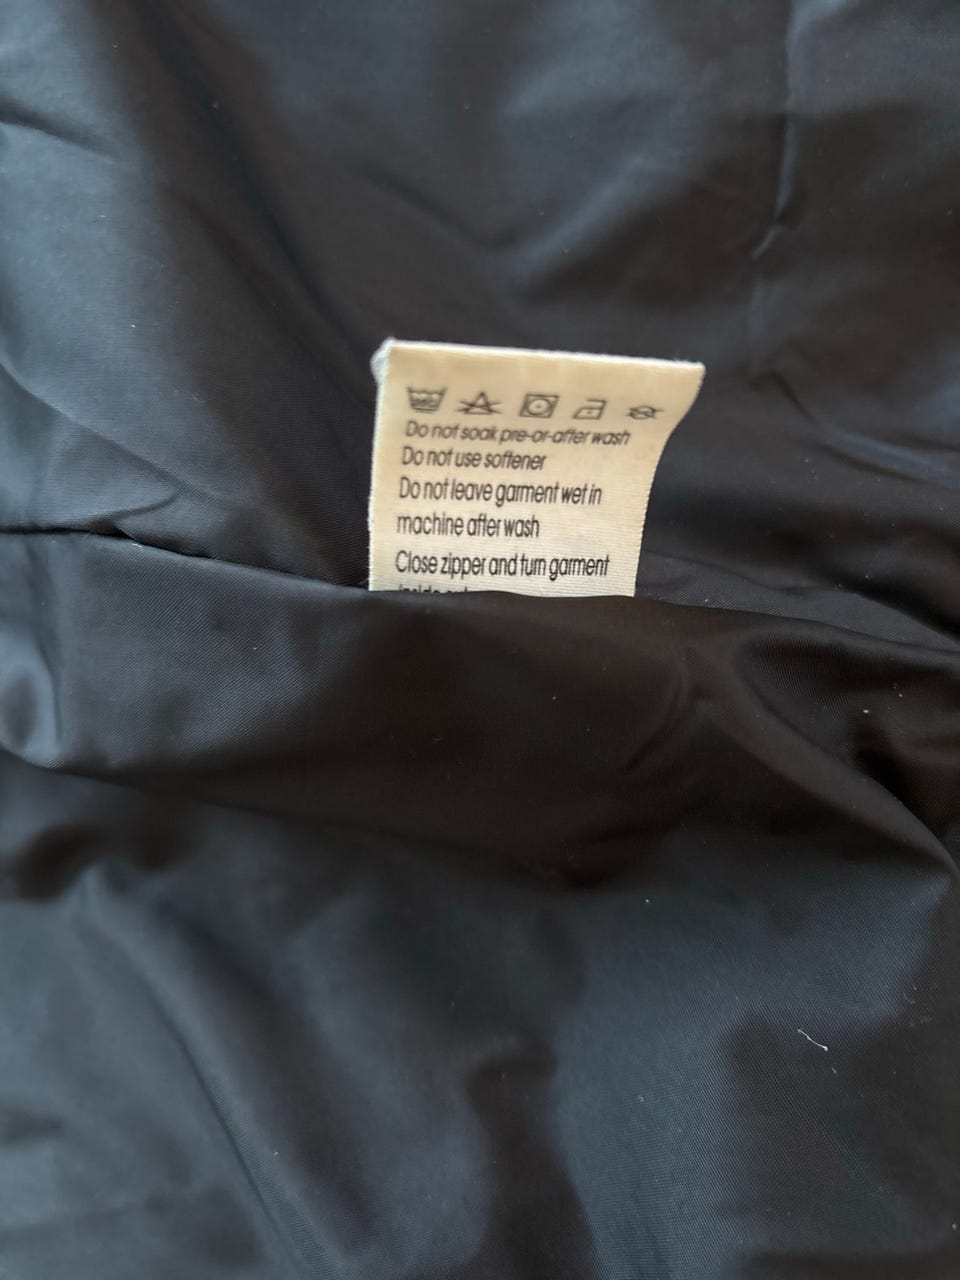 Do not soak pre-or-after wash
Do not use softener
Do not leave garment wet in
machine after wash
Close zipper and turn garment